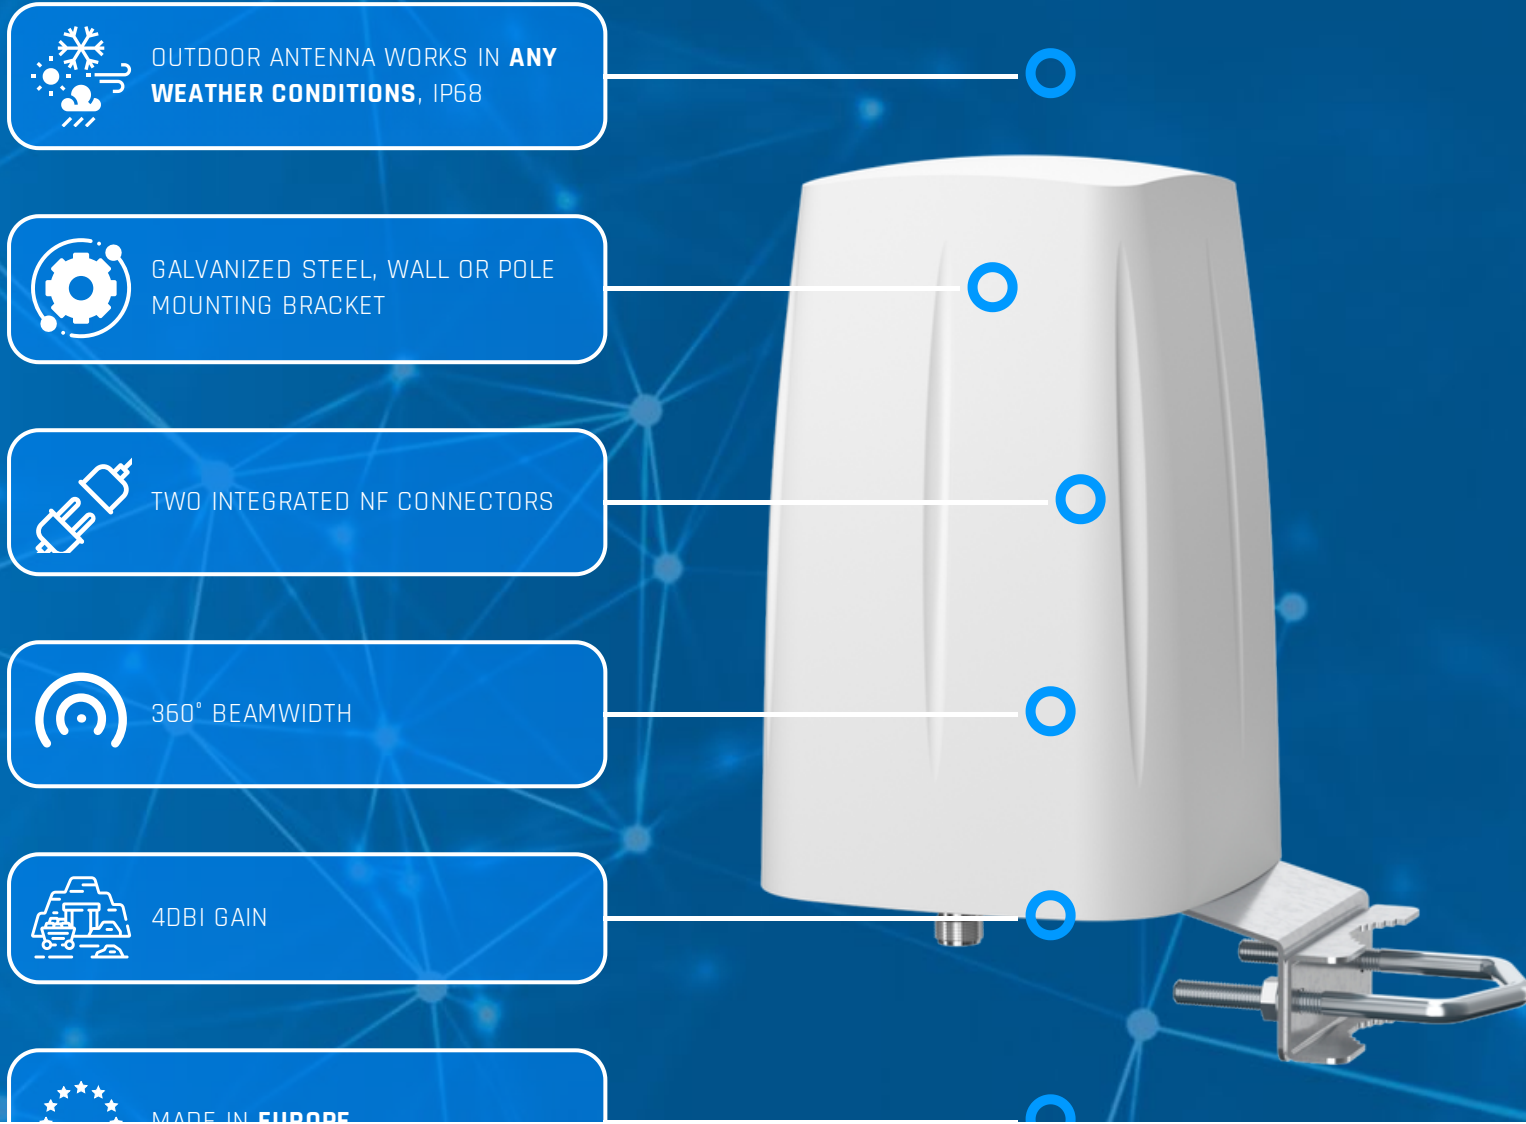 OUTDOOR ANTENNA WORKS IN ANY
WEATHER CONDITIONS, IP68
GALVANIZED STEEL, WALL OR POLE
MOUNTING BRACKET
TWO INTEGRATED NF CONNECTORS
360° BEAMWIDTH
4DBI GAIN
MADE IN EUROPE